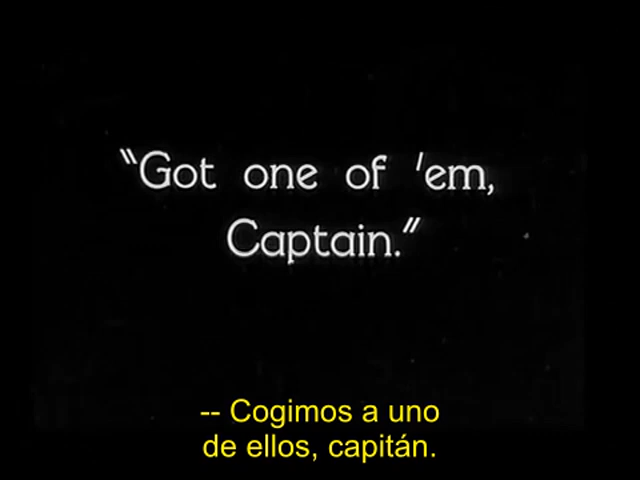 “Got one of 'em,
Captain.”
-- Cogimos a uno
de ellos, capitán.